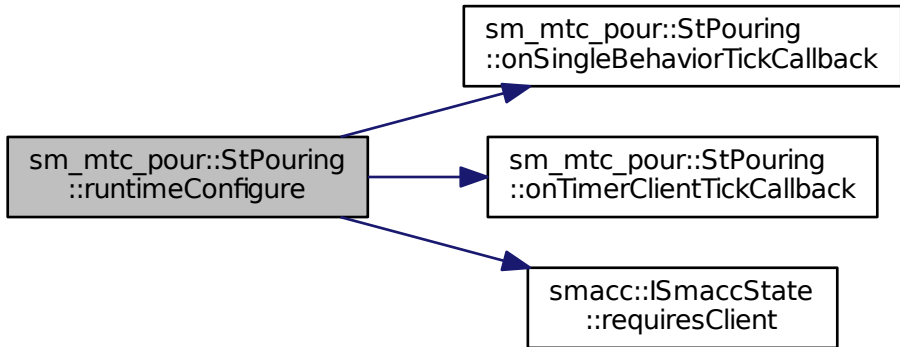 sm_mtc_pour::StPouring
::onSingleBehaviorTickCallback
sm_mtc_pour::StPouring
::runtimeConfigure
sm_mtc_pour::StPouring
::onTimerClientTickCallback
smacc::ISmaccState
::requiresClient